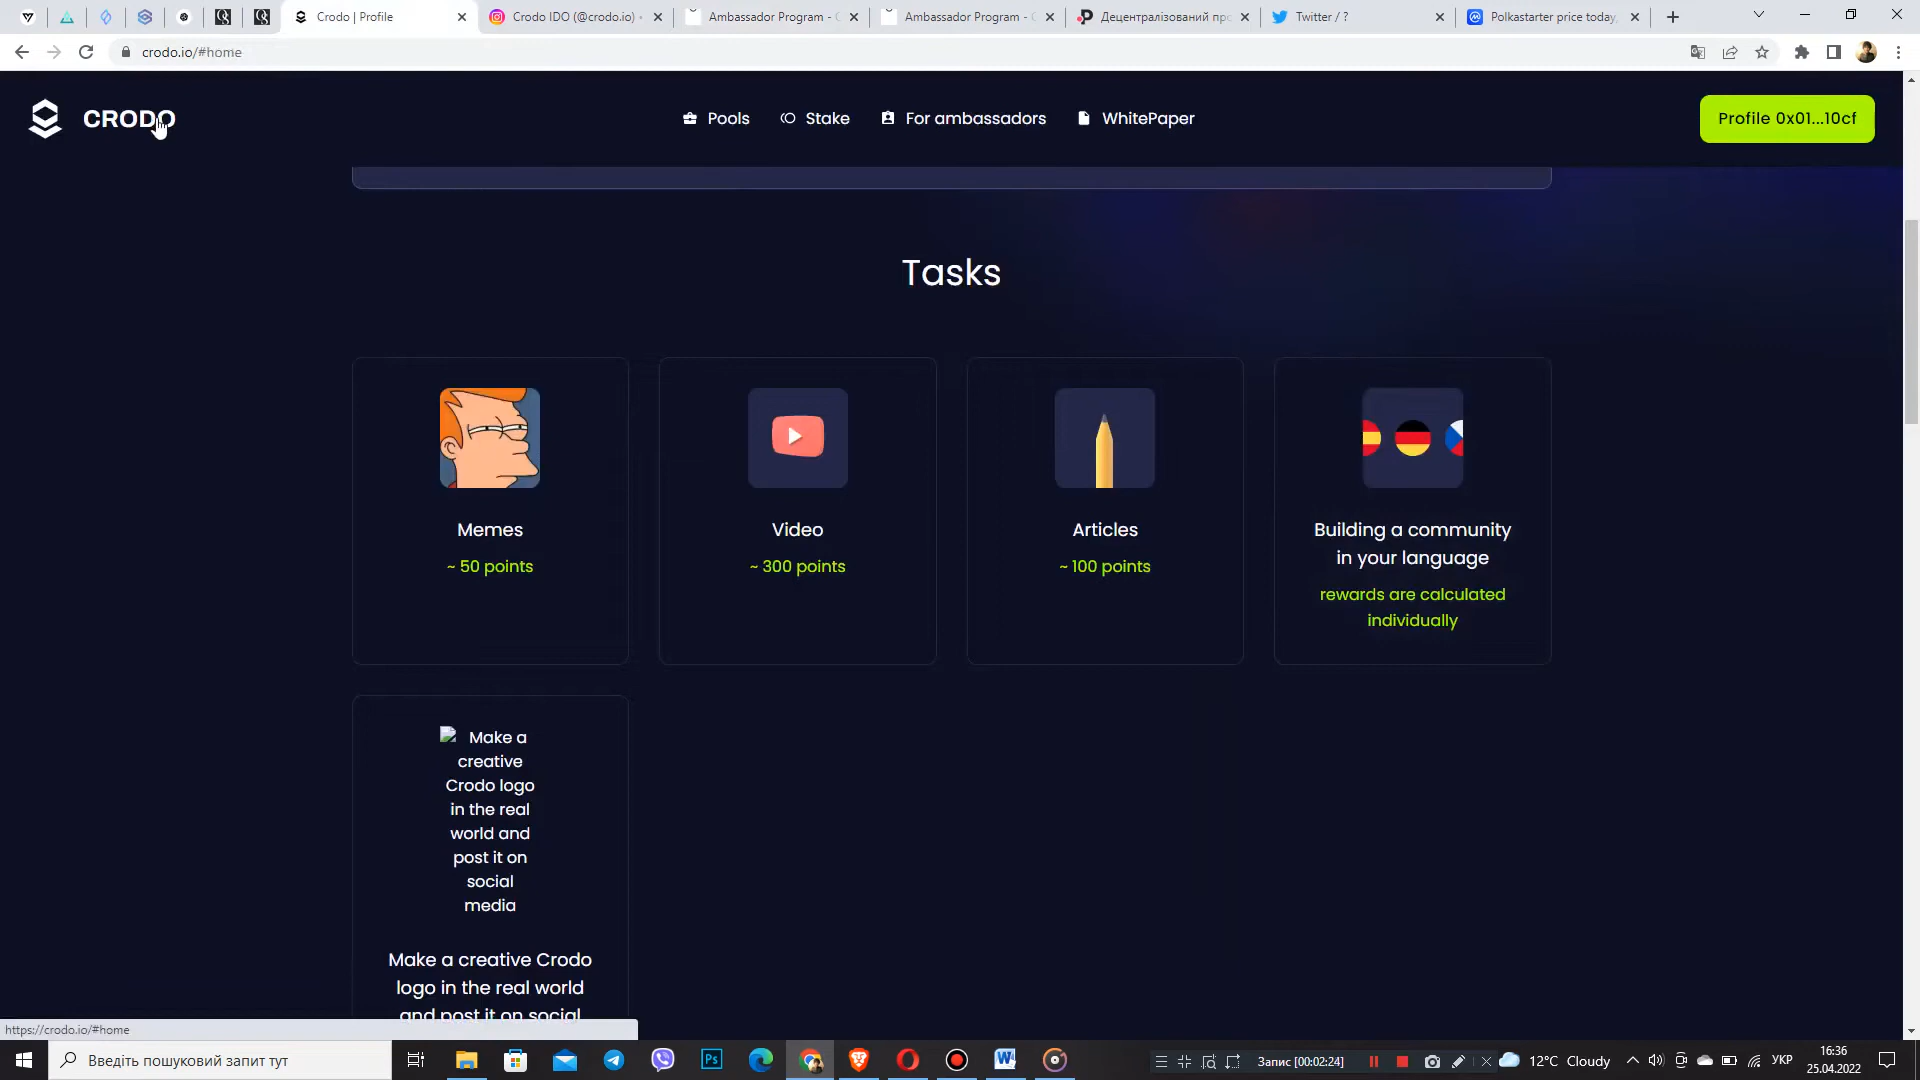 Crodo | Profile
Crodo IDO (@crodo.io) •
Ambassador Program - C
Ambassador Program - C
Децентралізований пр
Twitter / ?
Polkastarter price today,
crodo.io/#home
CRODO
Pools
Stake
For ambassadors
WhitePaper
Profile 0x01...10cf
Tasks
Memes
~ 50 points
Video
~ 300 points
Articles
~ 100 points
Building a community
in your language
rewards are calculated
individually
Make a
creative
Crodo logo
in the real
world and
post it on
social
media
Make a creative Crodo
logo in the real world
and post it on social
https://crodo.io/#home
Введіть пошуковий запит тут
Запис [00:02:24]
12°C Cloudy
УКР
16:36
25.04.2022